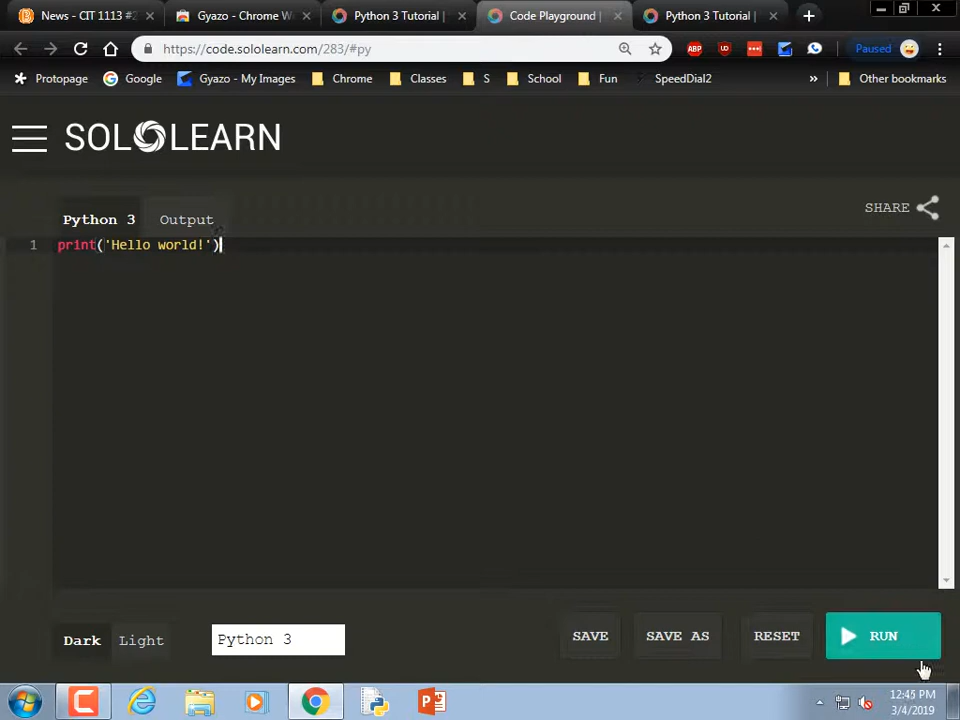 News - CIT 1113 #
Gyazo - Chrome W
Python 3 Tutorial |
Code Playground |
Python 3 Tutorial |
https://code.sololearn.com/283/#py
ABP
Paused
Protopage
Google
Gyazo - My Images
Chrome
Classes
S
School
Fun
SpeedDial2
»
Other bookmarks
SOLOLEARN
Python 3
Output
SHARE
1 print('Hello world!')
Dark
Light
Python 3
SAVE
SAVE AS
RESET
RUN
12:45 PM
3/4/2019